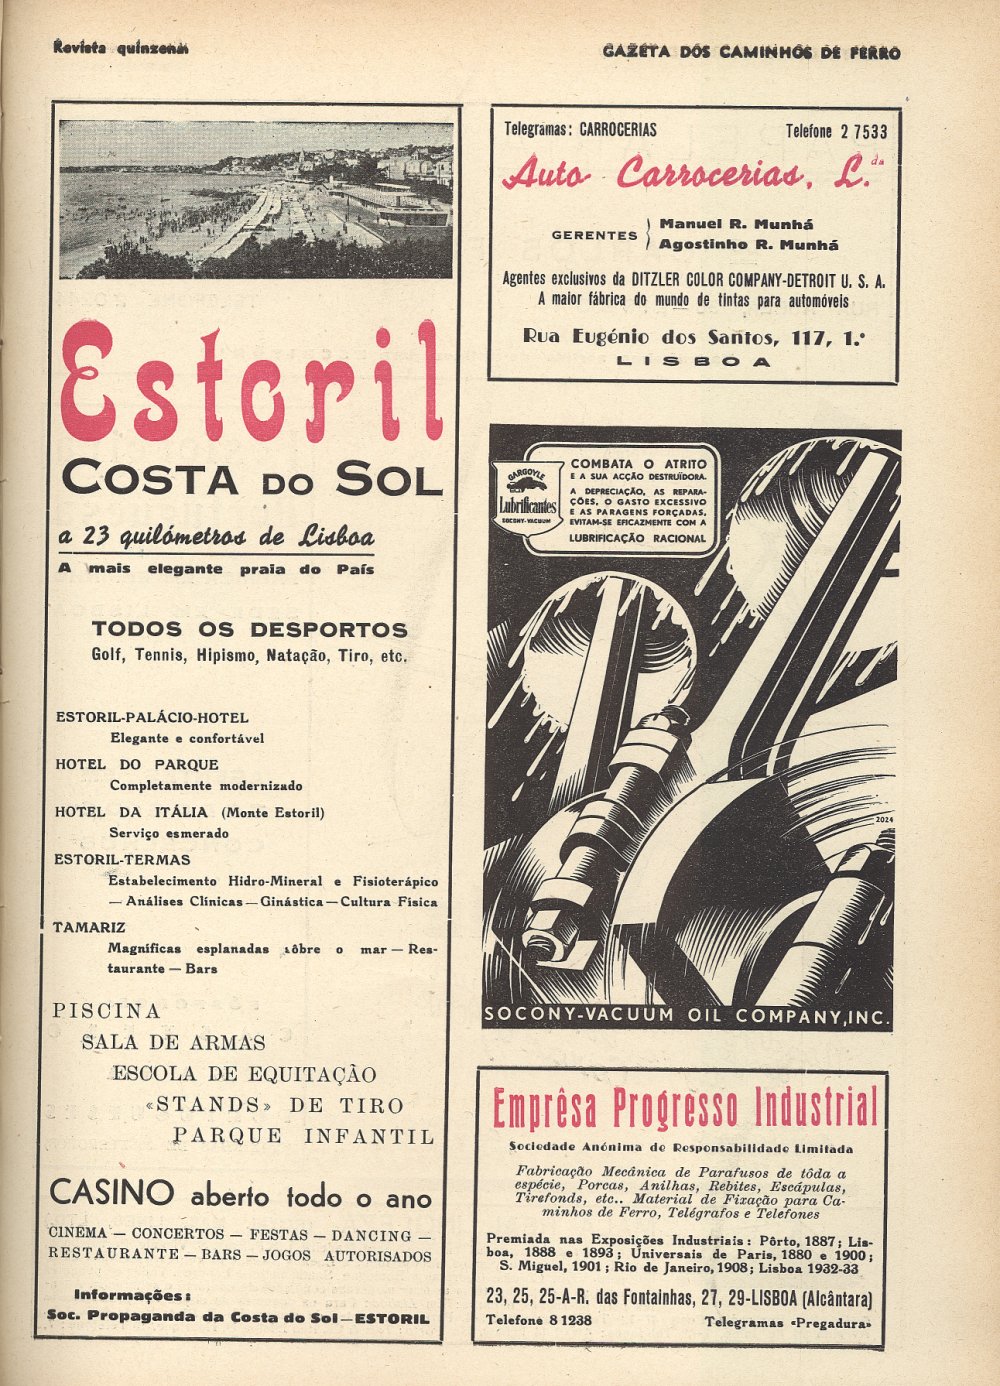 Revista quinzenal
GAZETA DOS CAMINHOS DE FERRO
Estoril
COSTA DO SOL
a 23 quilómetros de Lisboa
A mais elegante praia do País
TODOS OS DESPORTOS
Golf, Tennis, Hipismo, Natação, Tiro, etc.
ESTORIL-PALÁCIO-HOTEL
Elegante e confortável
HOTEL DO PARQUE
Completamente modernizado
HOTEL DA ITÁLIA (Monte Estoril)
Serviço esmerado
ESTORIL-TERMAS
Estabelecimento Hidro-Mineral e Fisioterápico
— Análises Clínicas — Ginástica — Cultura Física
TAMARIZ
Magníficas esplanadas sôbre o mar — Res-
taurante — Bars
PISCINA
SALA DE ARMAS
ESCOLA DE EQUITAÇÃO
«STANDS» DE TIRO
PARQUE INFANTIL
CASINO aberto todo o ano
CINEMA — CONCERTOS — FESTAS — DANCING —
RESTAURANTE — BARS — JOGOS AUTORISADOS
Informações:
Soc. Propaganda da Costa do Sol — ESTORIL
Telegramas: CARROCERIAS Telefone 2 7533
Auto Carrocerias, L.da
GERENTES
Manuel R. Munhá
Agostinho R. Munhá
Agentes exclusivos da DITZLER COLOR COMPANY-DETROIT U. S. A.
A maior fábrica do mundo de tintas para automóveis
Rua Eugénio dos Santos, 117, 1.º
LISBOA
GARGOYLE
Lubrificantes
SOCONY-VACUUM
COMBATA O ATRITO
E A SUA ACÇÃO DESTRUÏDORA.
A DEPRECIAÇÃO, AS REPARA-
ÇÕES, O GASTO EXCESSIVO
E AS PARAGENS FORÇADAS,
EVITAM-SE EFICAZMENTE COM A
LUBRIFICAÇÃO RACIONAL
2024
SOCONY-VACUUM OIL COMPANY, INC.
Emprêsa Progresso Industrial
Sociedade Anónima de Responsabilidade Limitada
Fabricação Mecânica de Parafusos de tôda a
espécie, Porcas, Anilhas, Rebites, Escápulas,
Tirefonds, etc.. Material de Fixação para Ca-
minhos de Ferro, Telégrafos e Telefones
Premiada nas Exposições Industriais: Pôrto, 1887; Lis-
boa, 1888 e 1893; Universais de Paris, 1880 e 1900;
S. Miguel, 1901; Rio de Janeiro, 1908; Lisboa 1932-33
23, 25, 25-A-R. das Fontainhas, 27, 29-LISBOA (Alcântara)
Telefone 8 1238 Telegramas «Pregadura»